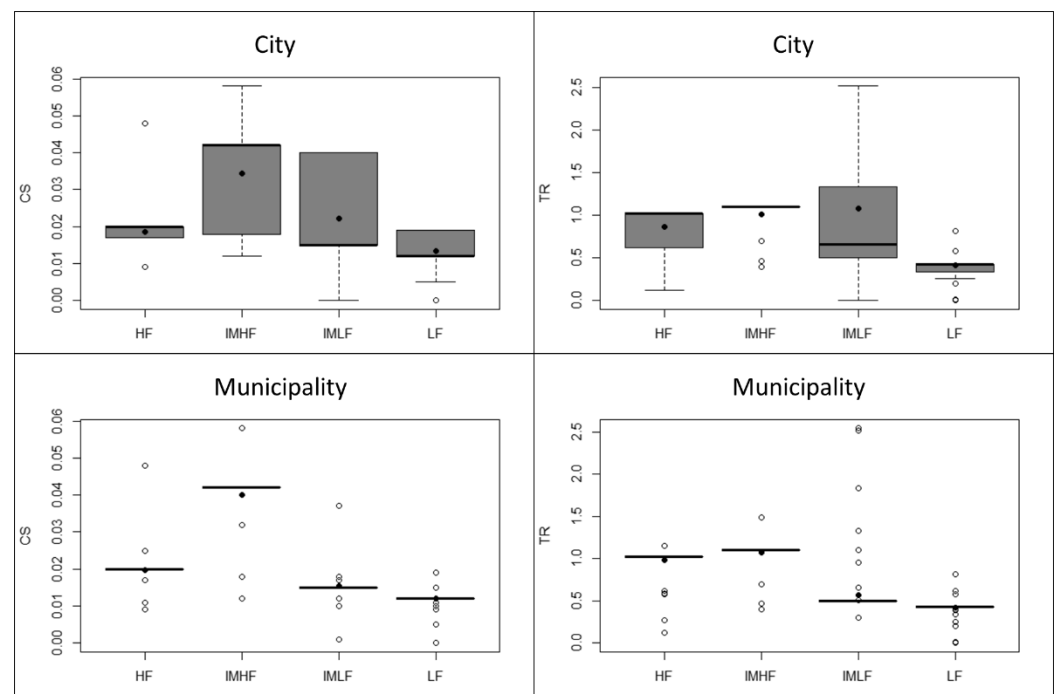 City
CS
0.00 0.01 0.02 0.03 0.04 0.05 0.06
HF IMHF IMLF LF
City
TR
0.0 0.5 1.0 1.5 2.0 2.5
HF IMHF IMLF LF
Municipality
CS
0.00 0.01 0.02 0.03 0.04 0.05 0.06
HF IMHF IMLF LF
Municipality
TR
0.0 0.5 1.0 1.5 2.0 2.5
HF IMHF IMLF LF